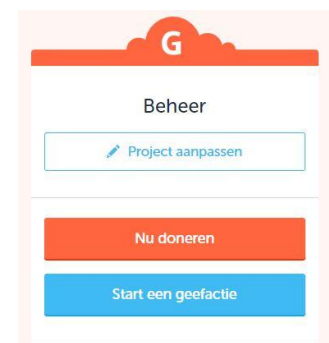 G
Beheer
Project aanpassen
Nu doneren
Start een geefactie